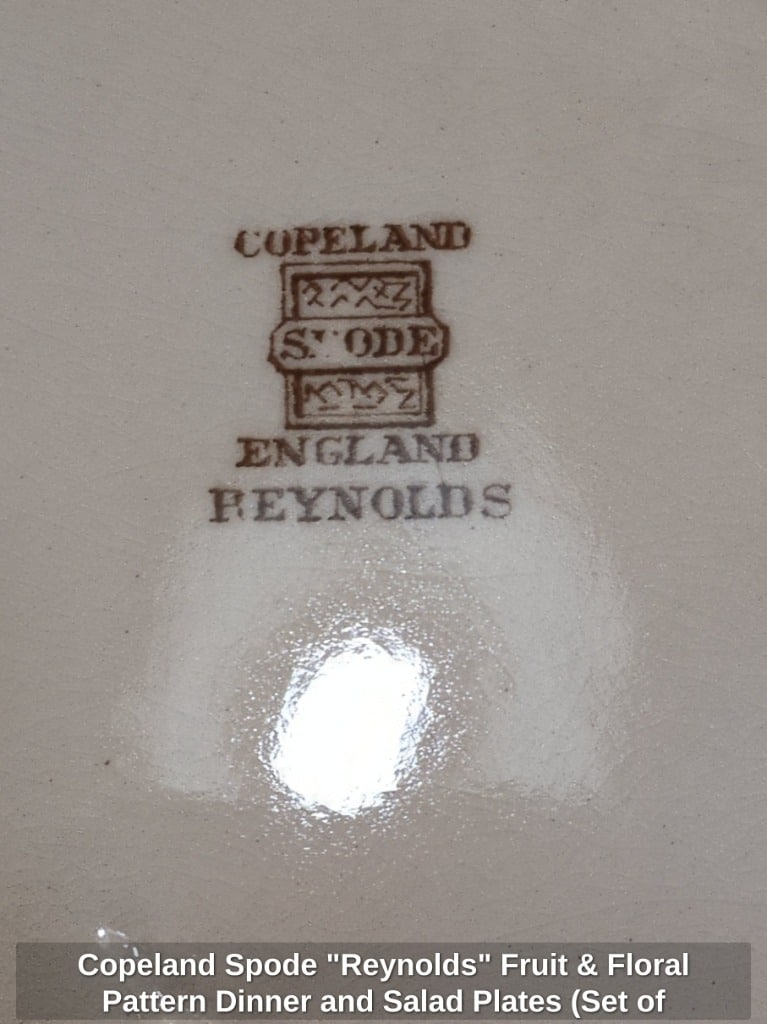 COPELAND
SPODE
ENGLAND
REYNOLDS
Copeland Spode "Reynolds" Fruit & Floral
Pattern Dinner and Salad Plates (Set of